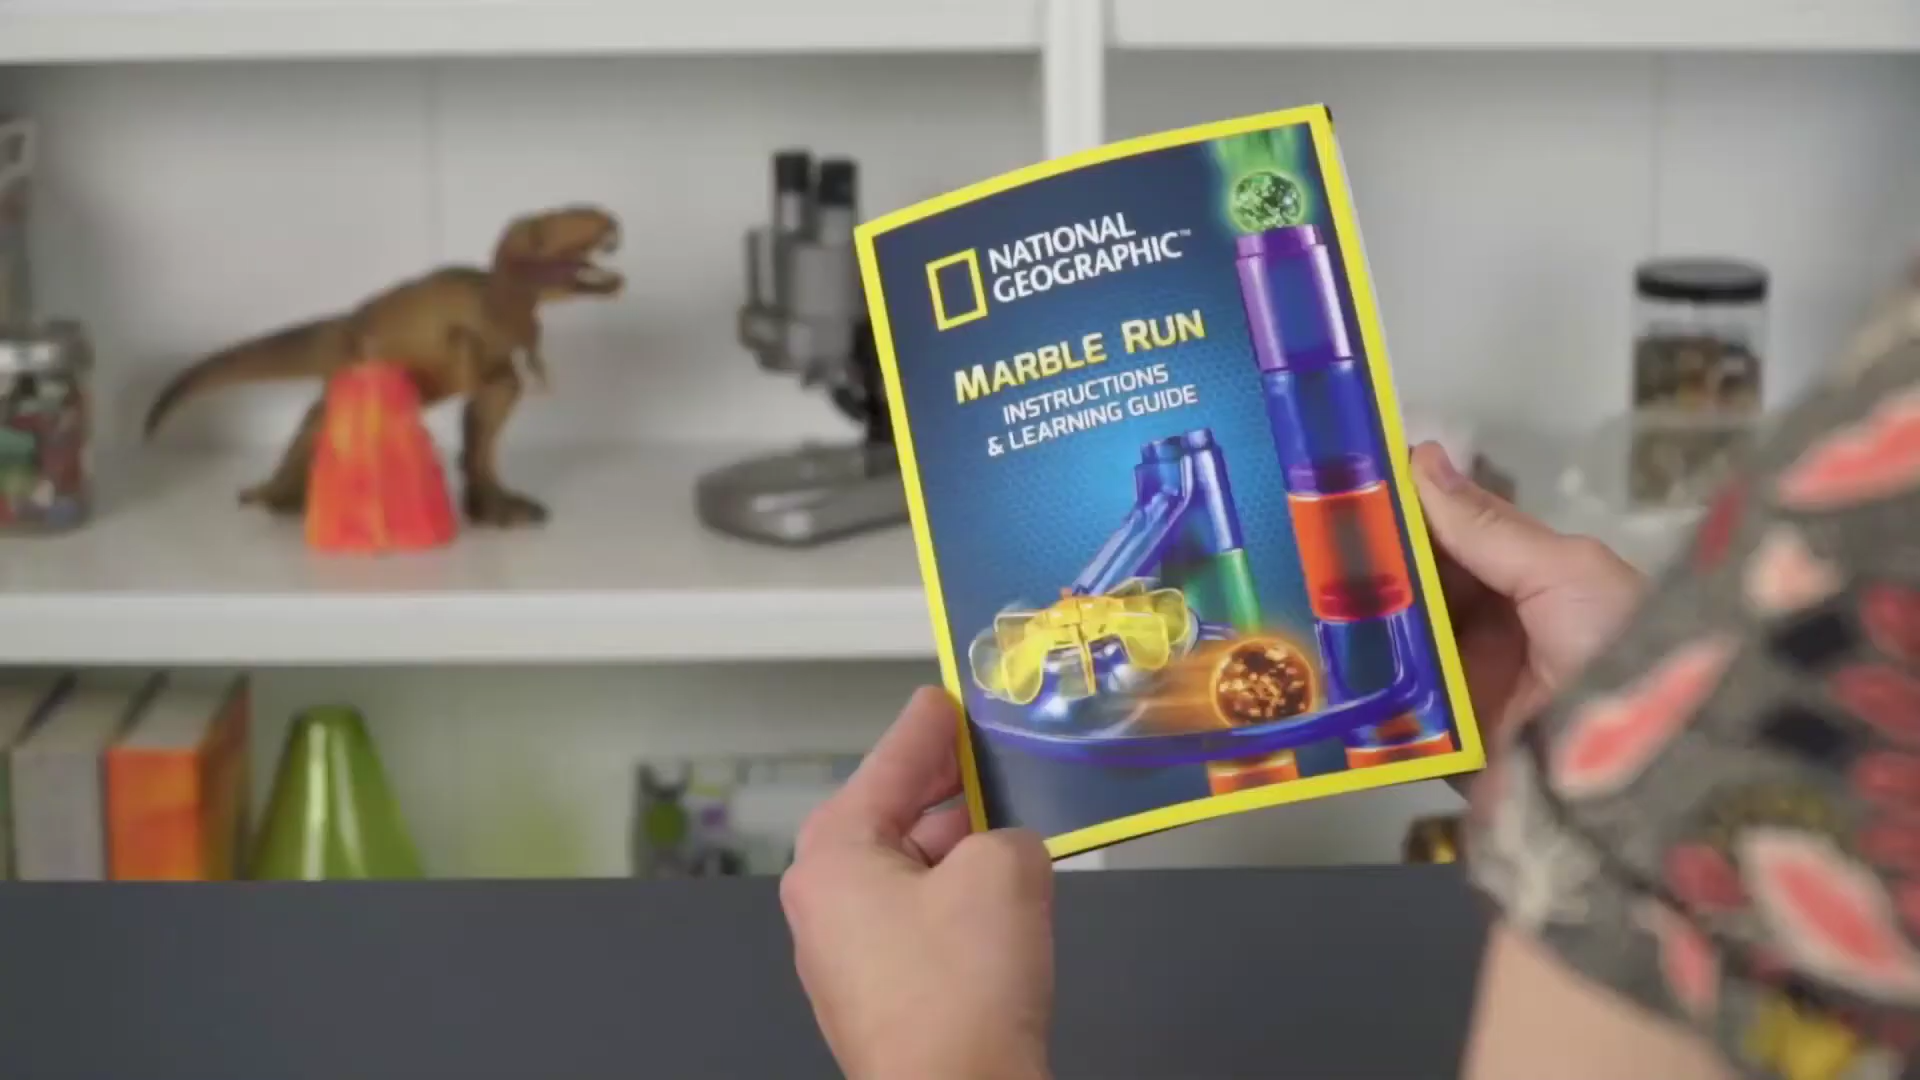 NATIONAL
GEOGRAPHIC™
MARBLE RUN
INSTRUCTIONS
& LEARNING GUIDE